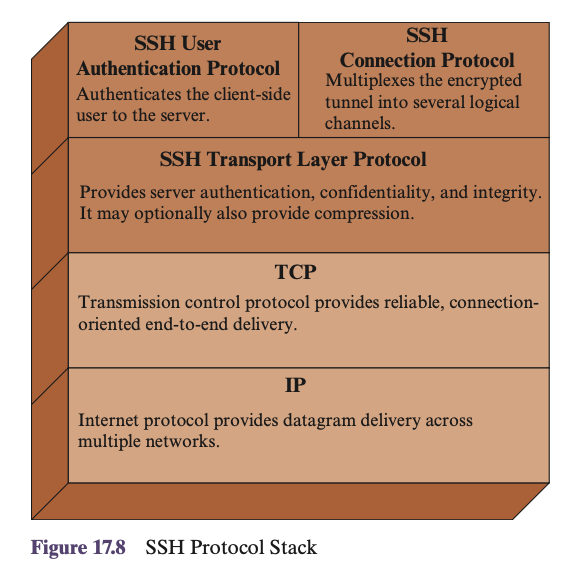 SSH User
Authentication Protocol
Authenticates the client-side
user to the server.
SSH
Connection Protocol
Multiplexes the encrypted
tunnel into several logical
channels.
SSH Transport Layer Protocol
Provides server authentication, confidentiality, and integrity.
It may optionally also provide compression.
TCP
Transmission control protocol provides reliable, connection-
oriented end-to-end delivery.
IP
Internet protocol provides datagram delivery across
multiple networks.
Figure 17.8 SSH Protocol Stack